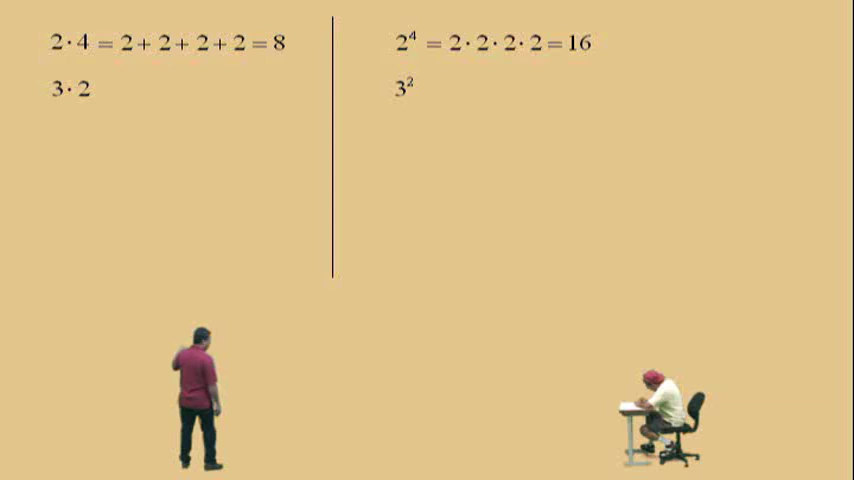 2 · 4 = 2 + 2 + 2 + 2 = 8
3 · 2
2⁴ = 2 · 2 · 2 · 2 = 16
3²